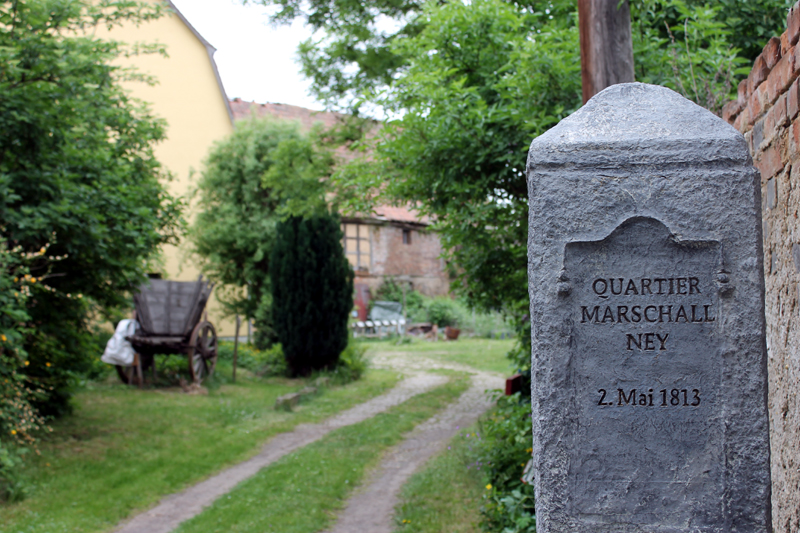 QUARTIER
MARSCHALL
NEY
2. Mai 1813